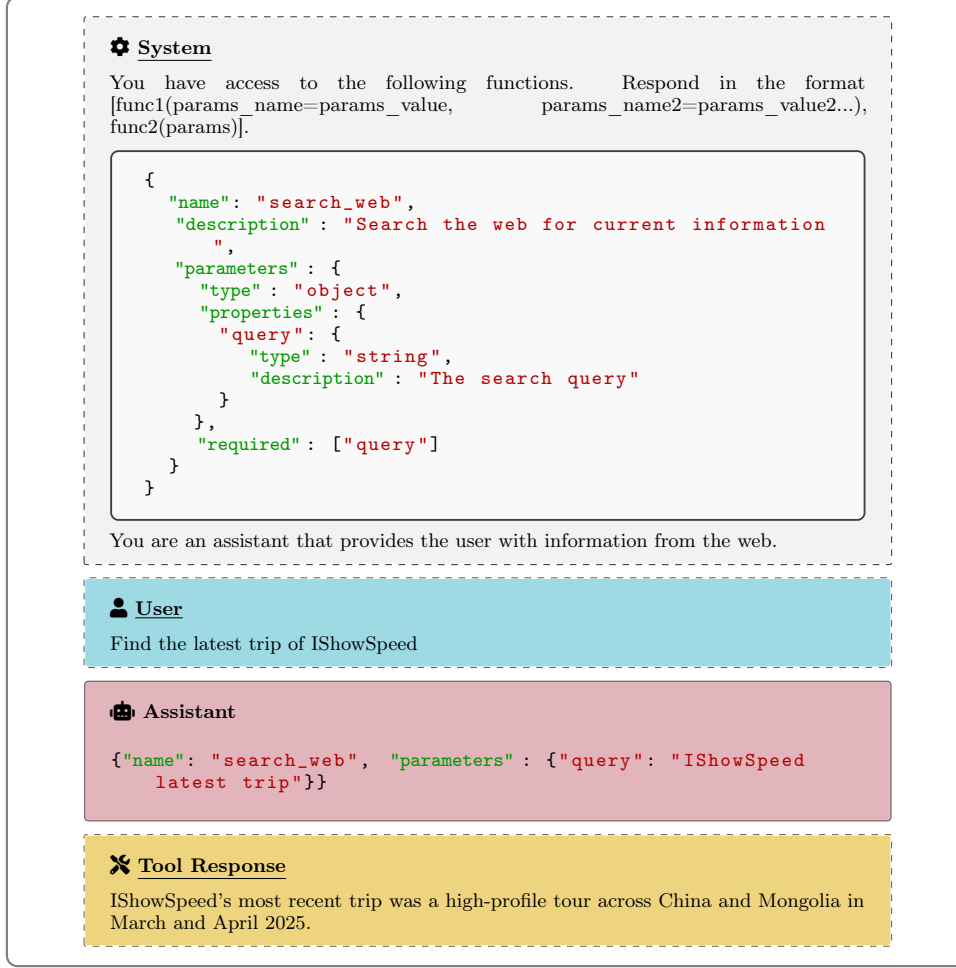 System
You have access to the following functions. Respond in the format
[func1(params_name=params_value, params_name2=params_value2...),
func2(params)].
{
"name": "search_web",
"description" : "Search the web for current information
",
"parameters" : {
"type" : "object",
"properties" : {
"query": {
"type" : "string",
"description" : "The search query"
}
},
"required" : ["query"]
}
}
You are an assistant that provides the user with information from the web.
User
Find the latest trip of IShowSpeed
Assistant
{"name": "search_web", "parameters" : {"query": "IShowSpeed
latest trip"}}
Tool Response
IShowSpeed's most recent trip was a high-profile tour across China and Mongolia in
March and April 2025.